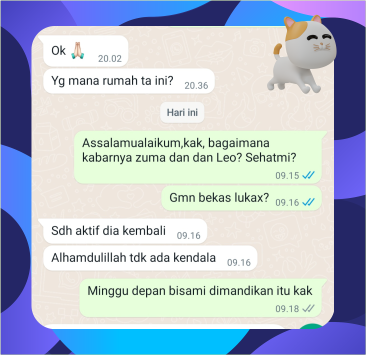 Ok 🙏🏻
20.02
Yg mana rumah ta ini?
20.36
Hari ini
Assalamualaikum,kak, bagaimana
kabarnya zuma dan dan Leo? Sehatmi?
09.15
Gmn bekas lukax?
09.16
Sdh aktif dia kembali
09.16
Alhamdulillah tdk ada kendala
09.16
Minggu depan bisami dimandikan itu kak
09.18